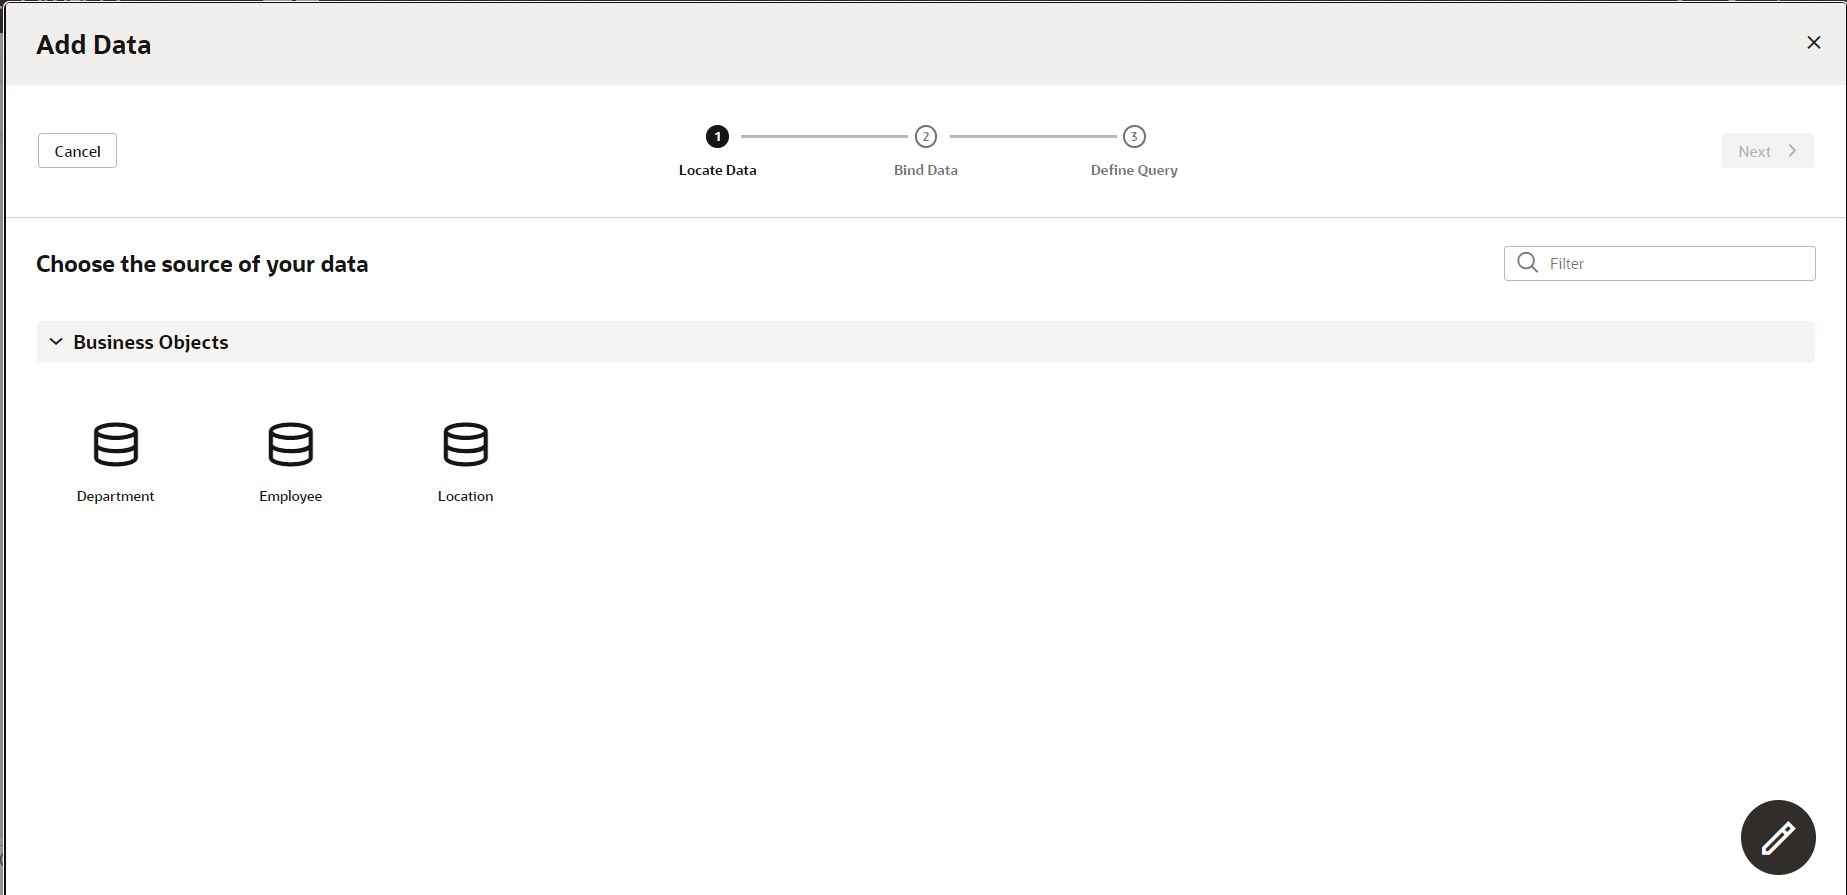 Add Data
Cancel
1
2
3
Locate Data
Bind Data
Define Query
Next
Choose the source of your data
Filter
Business Objects
Department
Employee
Location